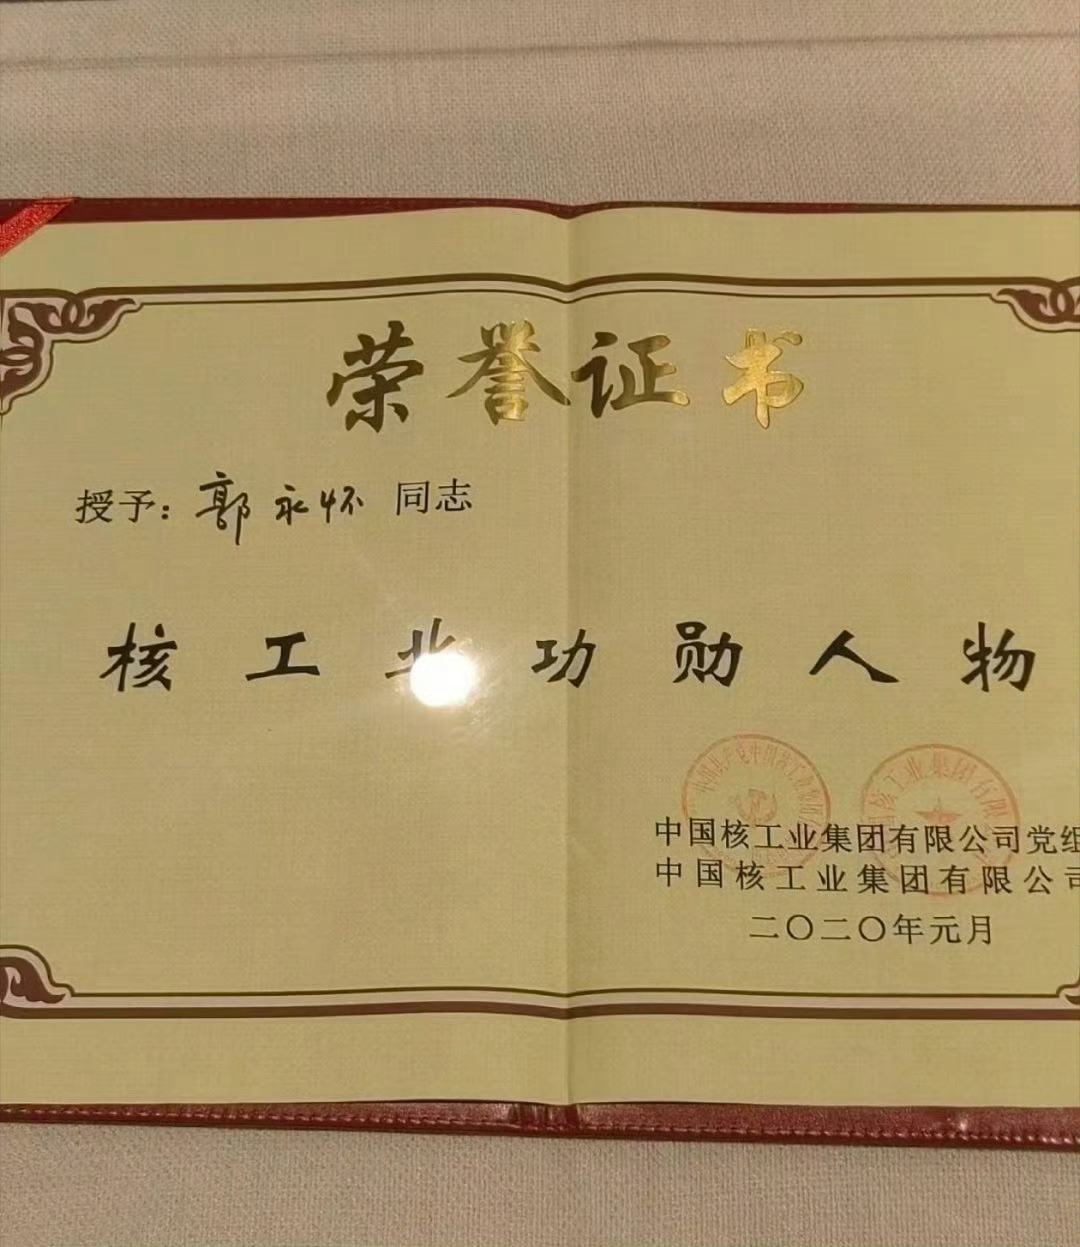 荣誉证书
授予：郭永怀 同志
核工业功勋人物
中国核工业集团有限公司党组
中国核工业集团有限公司
二〇二〇年元月